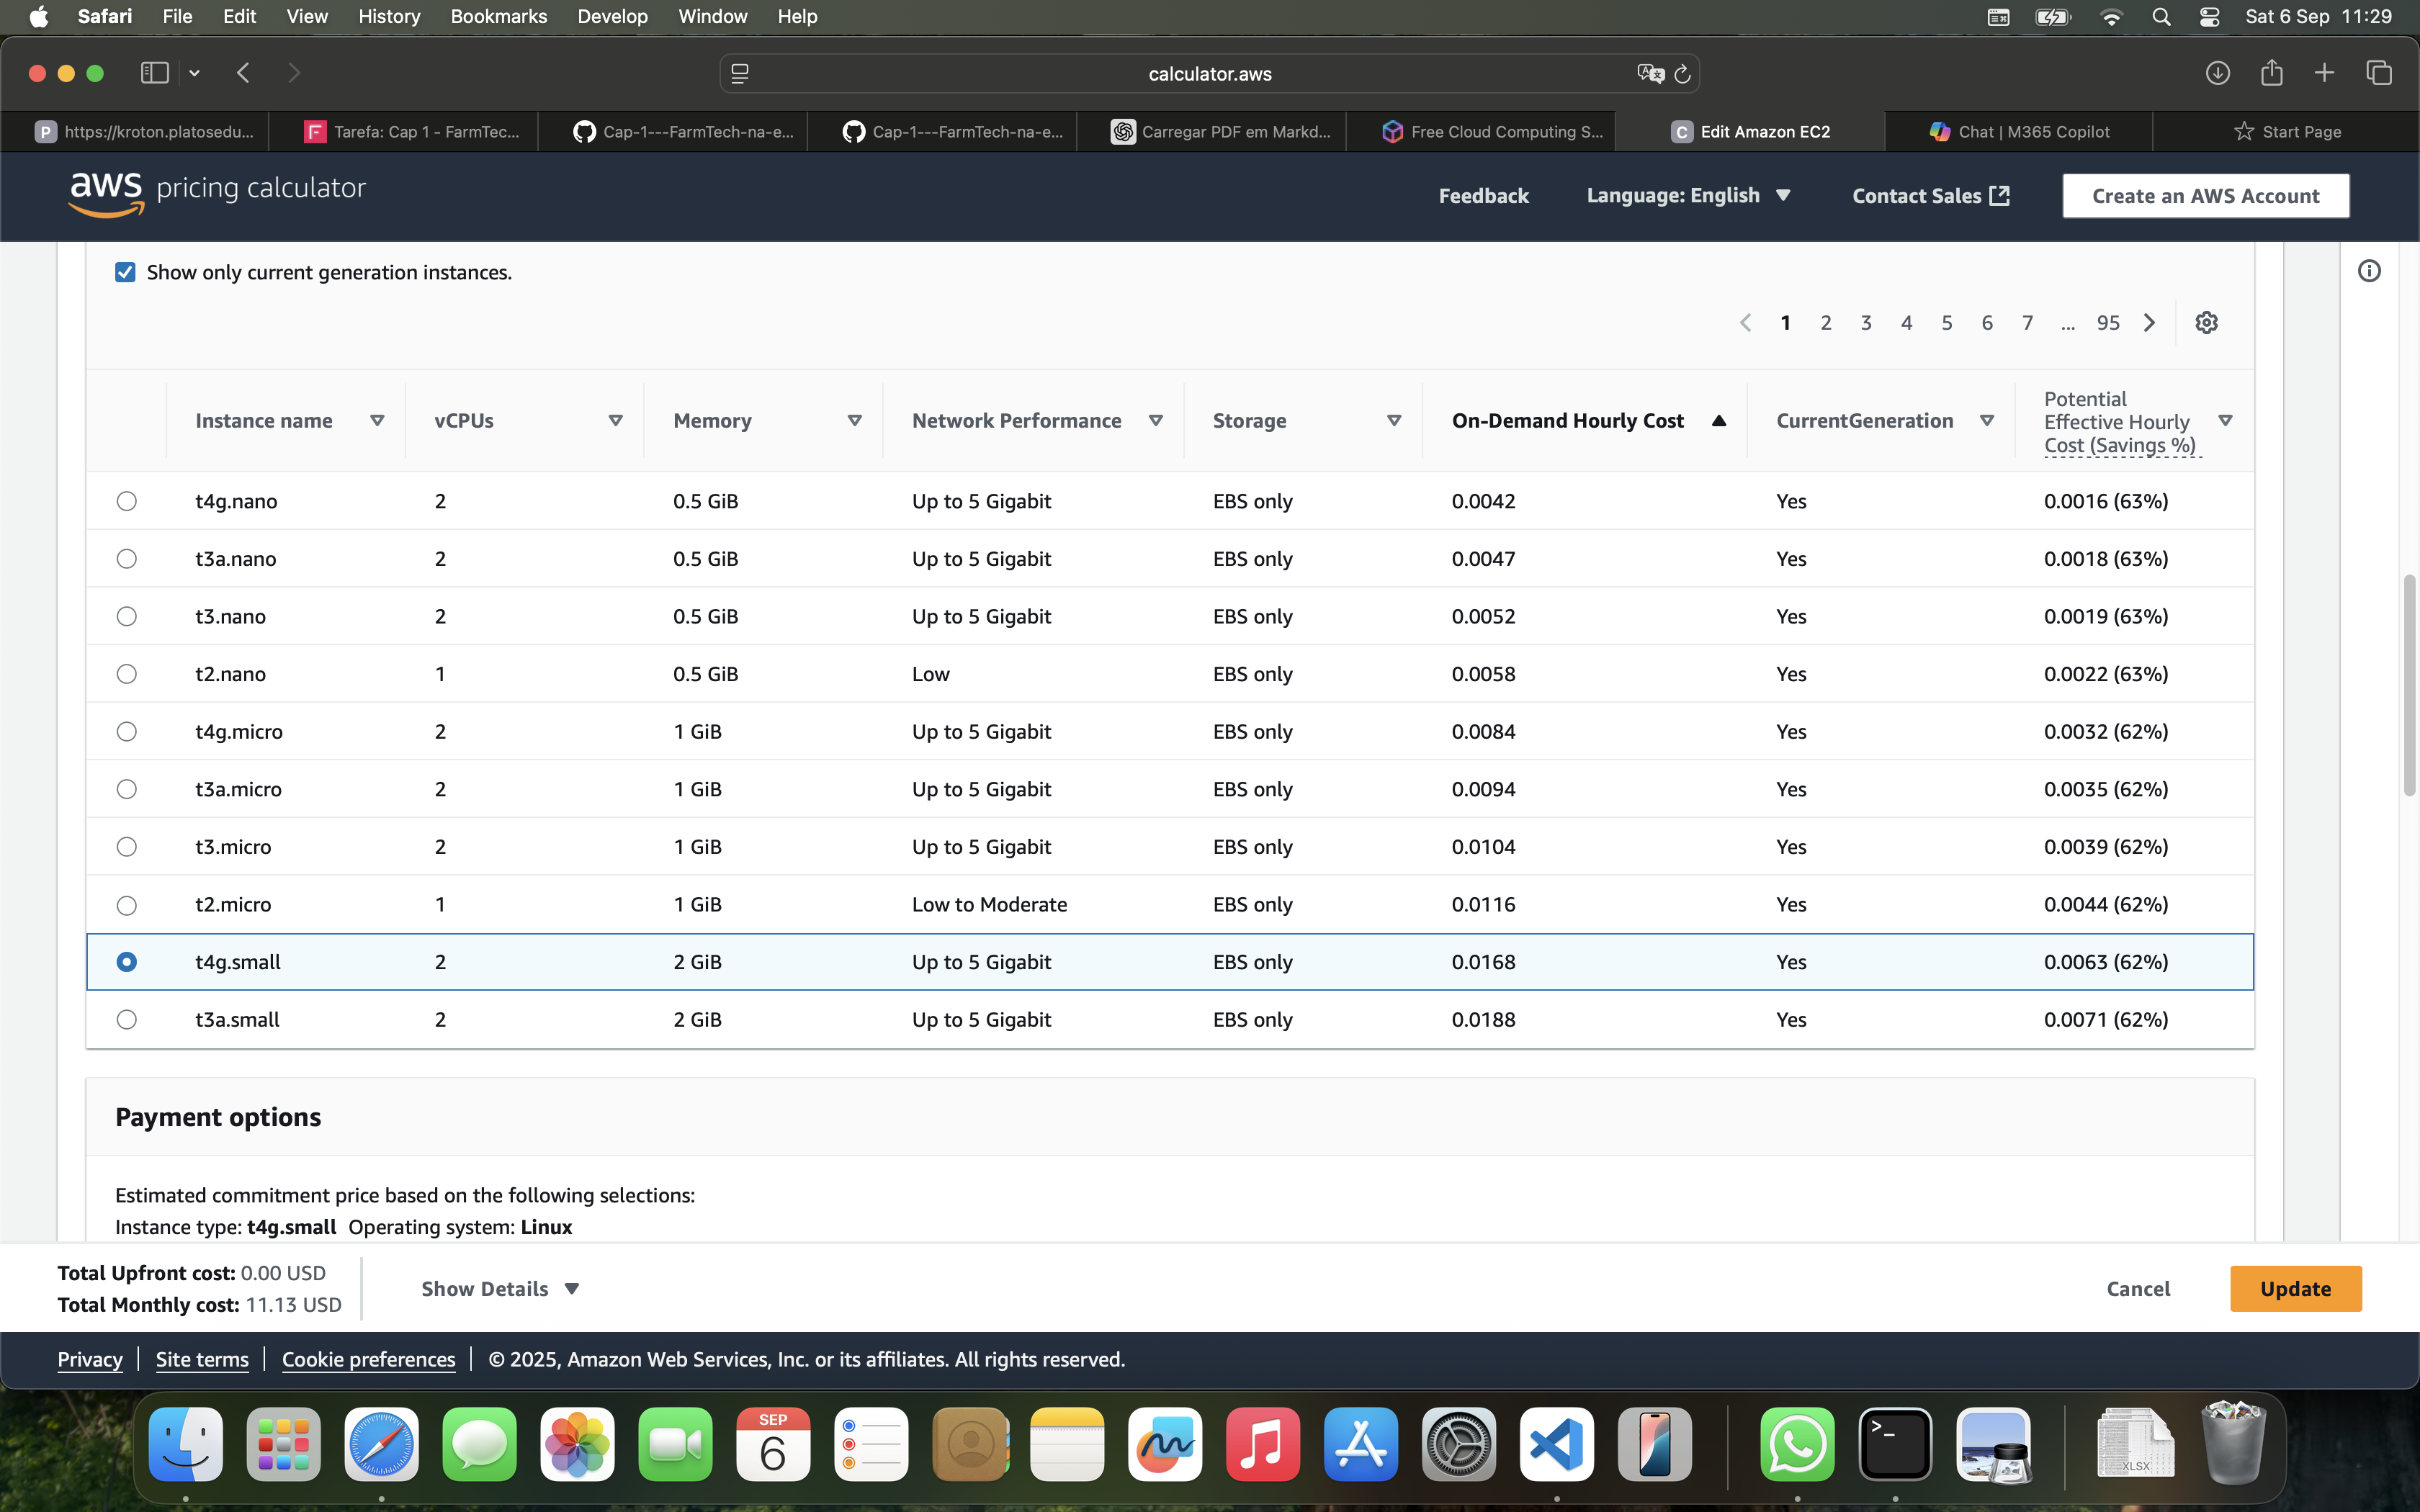 Safari File Edit View History Bookmarks Develop Window Help Sat 6 Sep 11:29
calculator.aws
P https://kroton.platosedu... F Tarefa: Cap 1 - FarmTec... Cap-1---FarmTech-na-e... Cap-1---FarmTech-na-e... Carregar PDF em Markd... Free Cloud Computing S... C Edit Amazon EC2 Chat | M365 Copilot Start Page
aws pricing calculator Feedback Language: English Contact Sales Create an AWS Account
Show only current generation instances.
1 2 3 4 5 6 7 ... 95
Instance name vCPUs Memory Network Performance Storage On-Demand Hourly Cost CurrentGeneration Potential
Effective Hourly
Cost (Savings %)
t4g.nano 2 0.5 GiB Up to 5 Gigabit EBS only 0.0042 Yes 0.0016 (63%)
t3a.nano 2 0.5 GiB Up to 5 Gigabit EBS only 0.0047 Yes 0.0018 (63%)
t3.nano 2 0.5 GiB Up to 5 Gigabit EBS only 0.0052 Yes 0.0019 (63%)
t2.nano 1 0.5 GiB Low EBS only 0.0058 Yes 0.0022 (63%)
t4g.micro 2 1 GiB Up to 5 Gigabit EBS only 0.0084 Yes 0.0032 (62%)
t3a.micro 2 1 GiB Up to 5 Gigabit EBS only 0.0094 Yes 0.0035 (62%)
t3.micro 2 1 GiB Up to 5 Gigabit EBS only 0.0104 Yes 0.0039 (62%)
t2.micro 1 1 GiB Low to Moderate EBS only 0.0116 Yes 0.0044 (62%)
t4g.small 2 2 GiB Up to 5 Gigabit EBS only 0.0168 Yes 0.0063 (62%)
t3a.small 2 2 GiB Up to 5 Gigabit EBS only 0.0188 Yes 0.0071 (62%)
Payment options
Estimated commitment price based on the following selections:
Instance type: t4g.small Operating system: Linux
Total Upfront cost: 0.00 USD
Total Monthly cost: 11.13 USD
Show Details Cancel Update
Privacy Site terms Cookie preferences © 2025, Amazon Web Services, Inc. or its affiliates. All rights reserved.
SEP
6
>_
XLSX